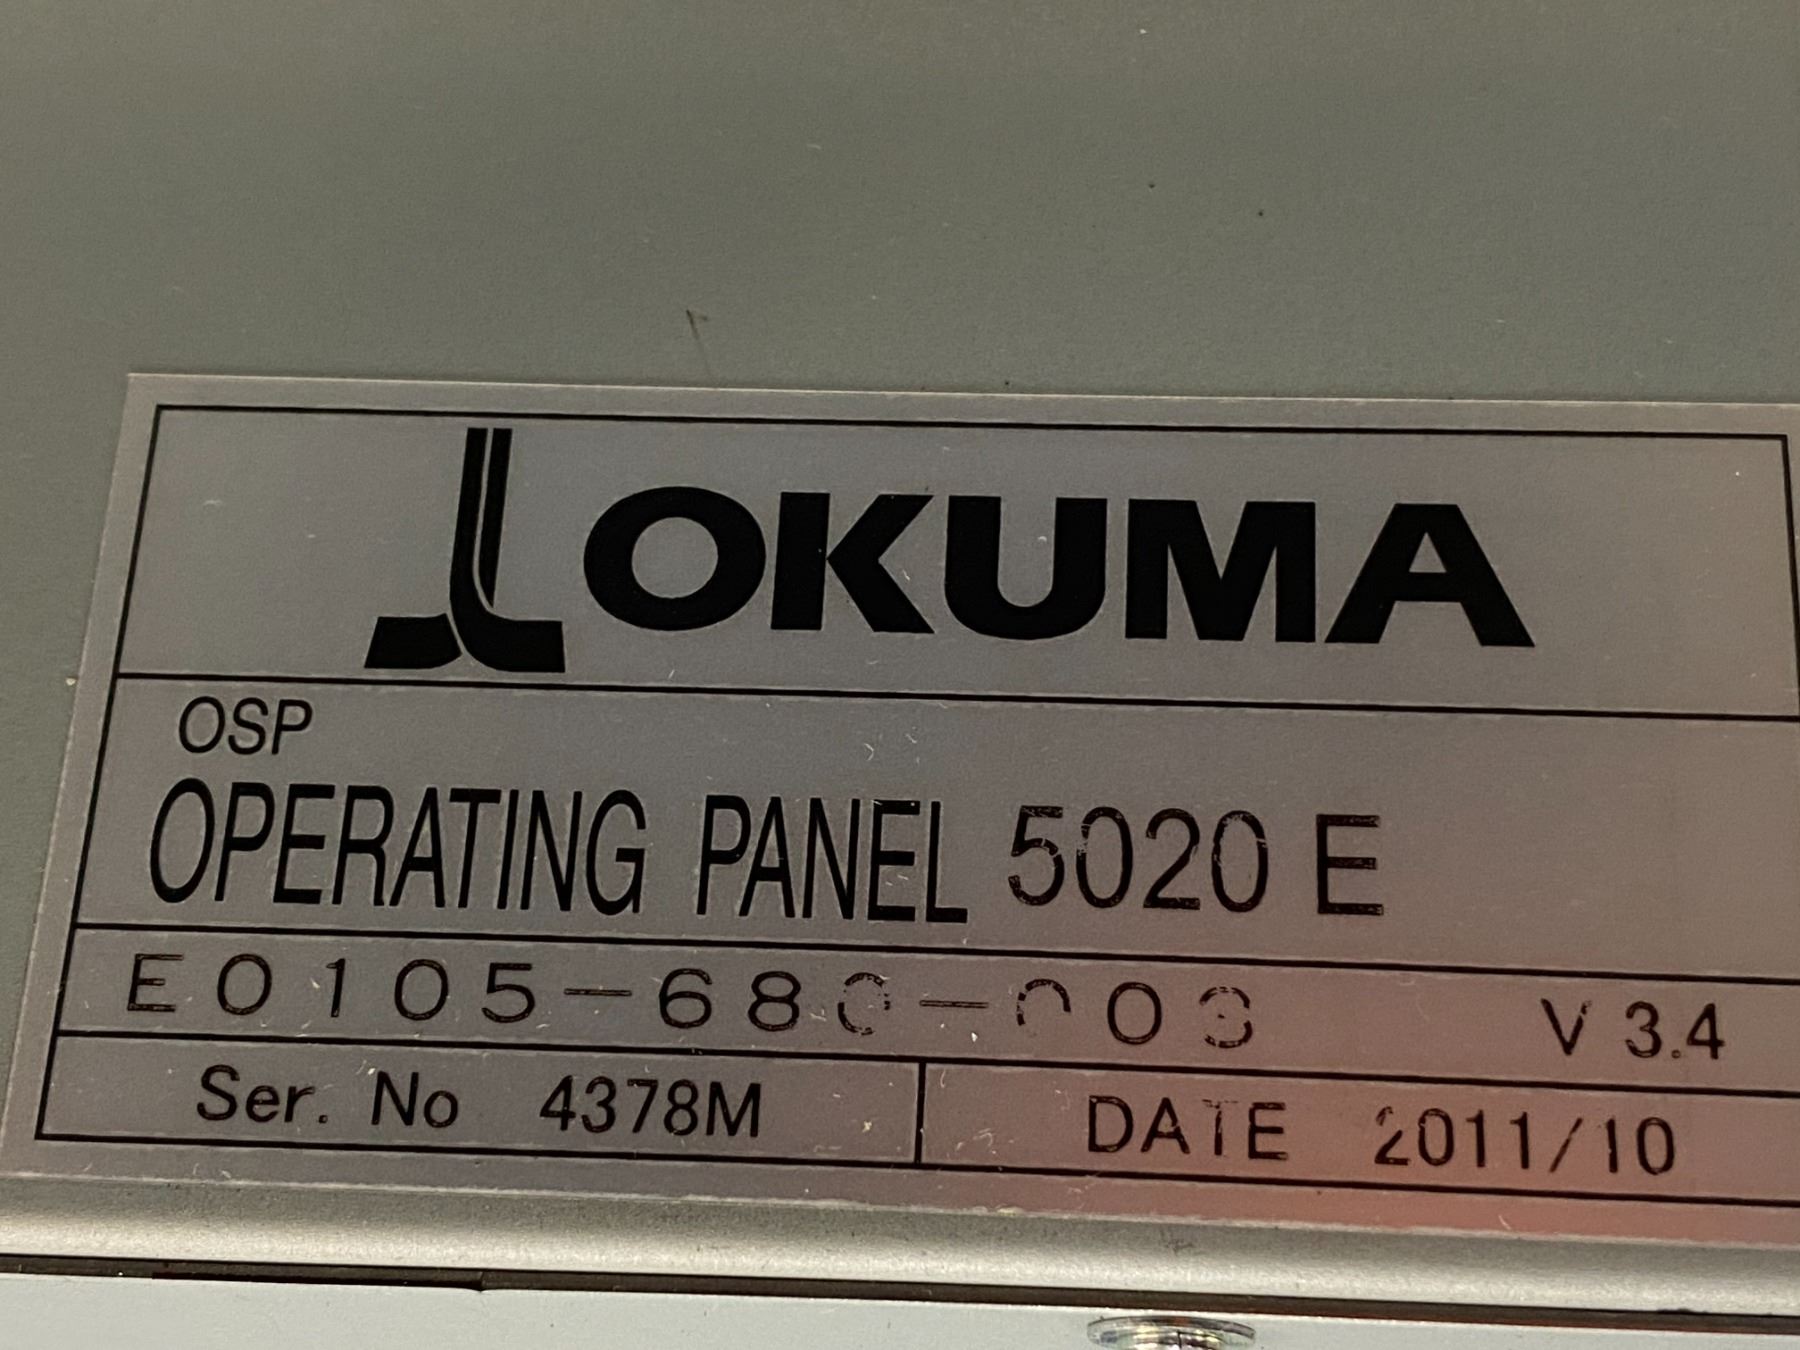 OKUMA
OSP
OPERATING PANEL 5020 E
V 3.4
Ser. No 4378M
DATE 2011/10